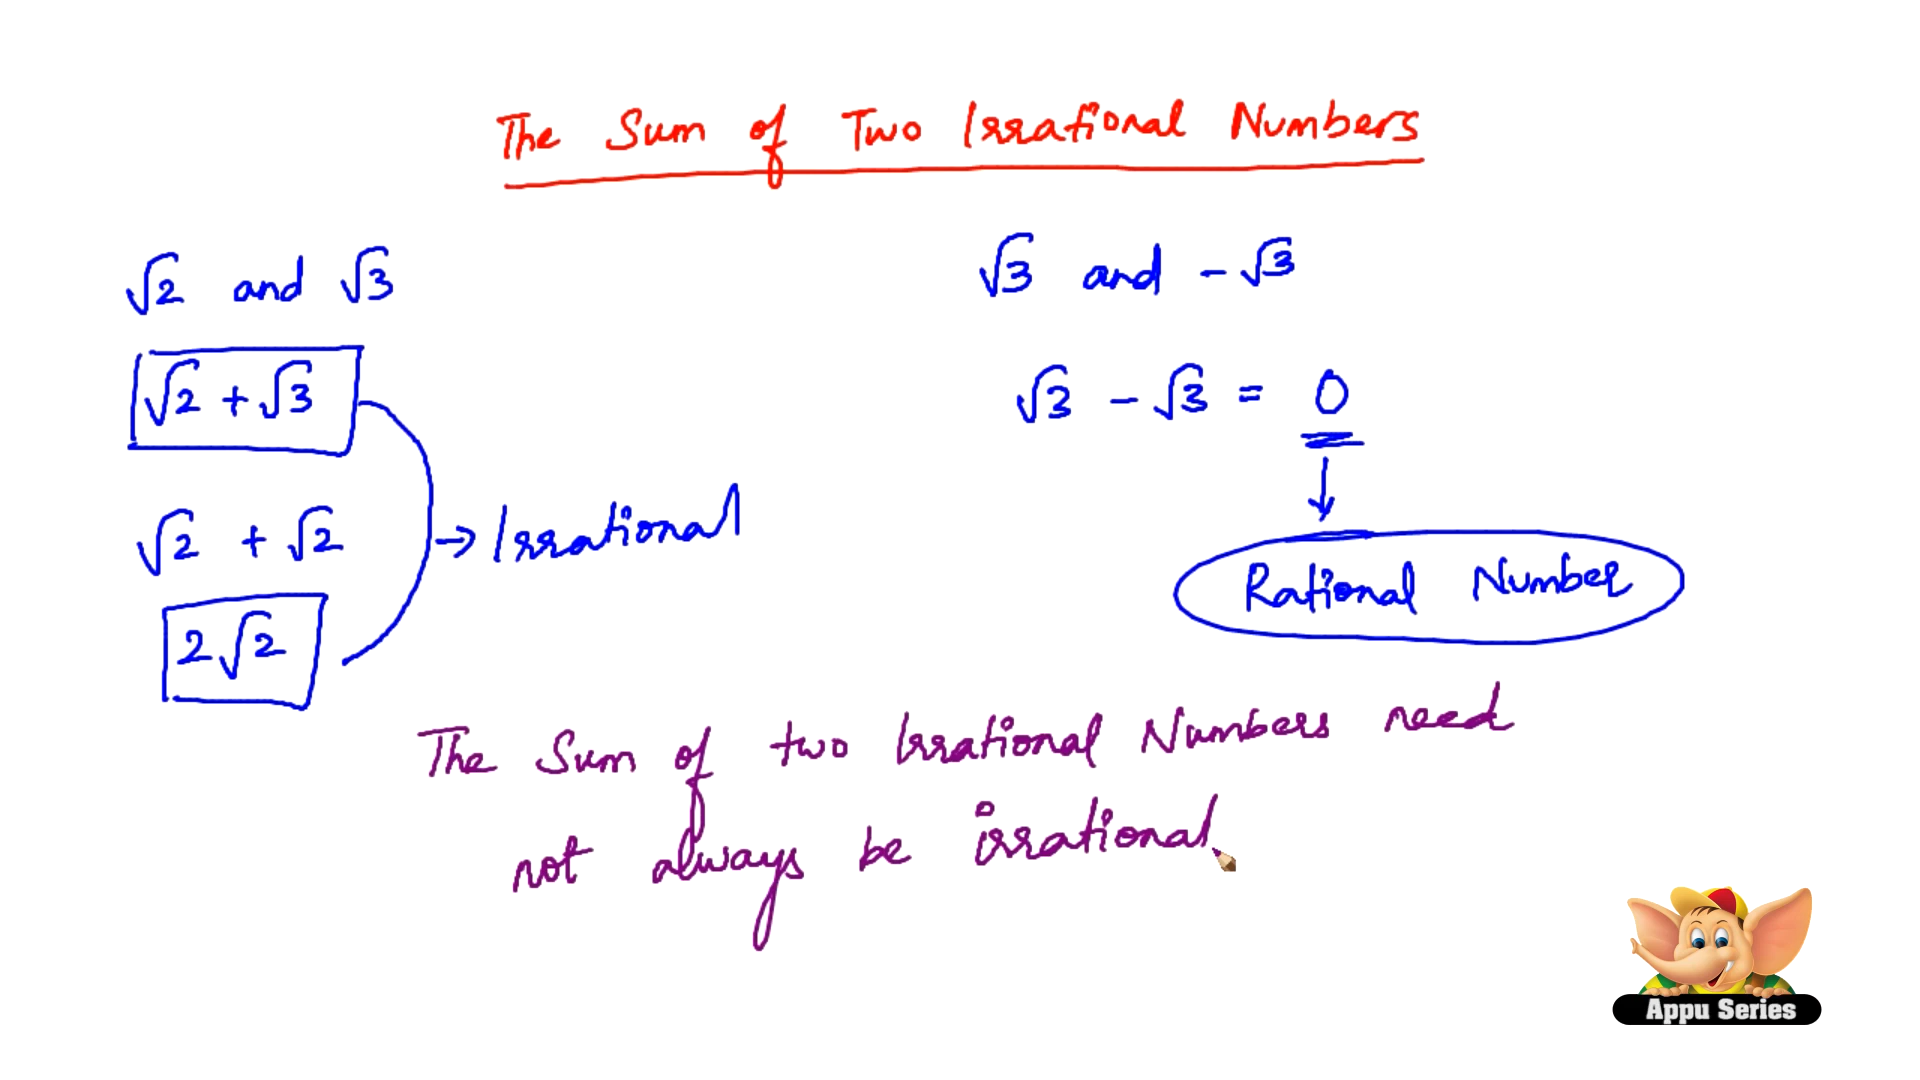 The Sum of Two Irrational Numbers
√2 and √3
√2 + √3
√2 + √2
2√2
→ Irrational
√3 and -√3
√3 - √3 = 0
↓
Rational Number
The Sum of two Irrational Numbers need
not always be irrational
Appu Series